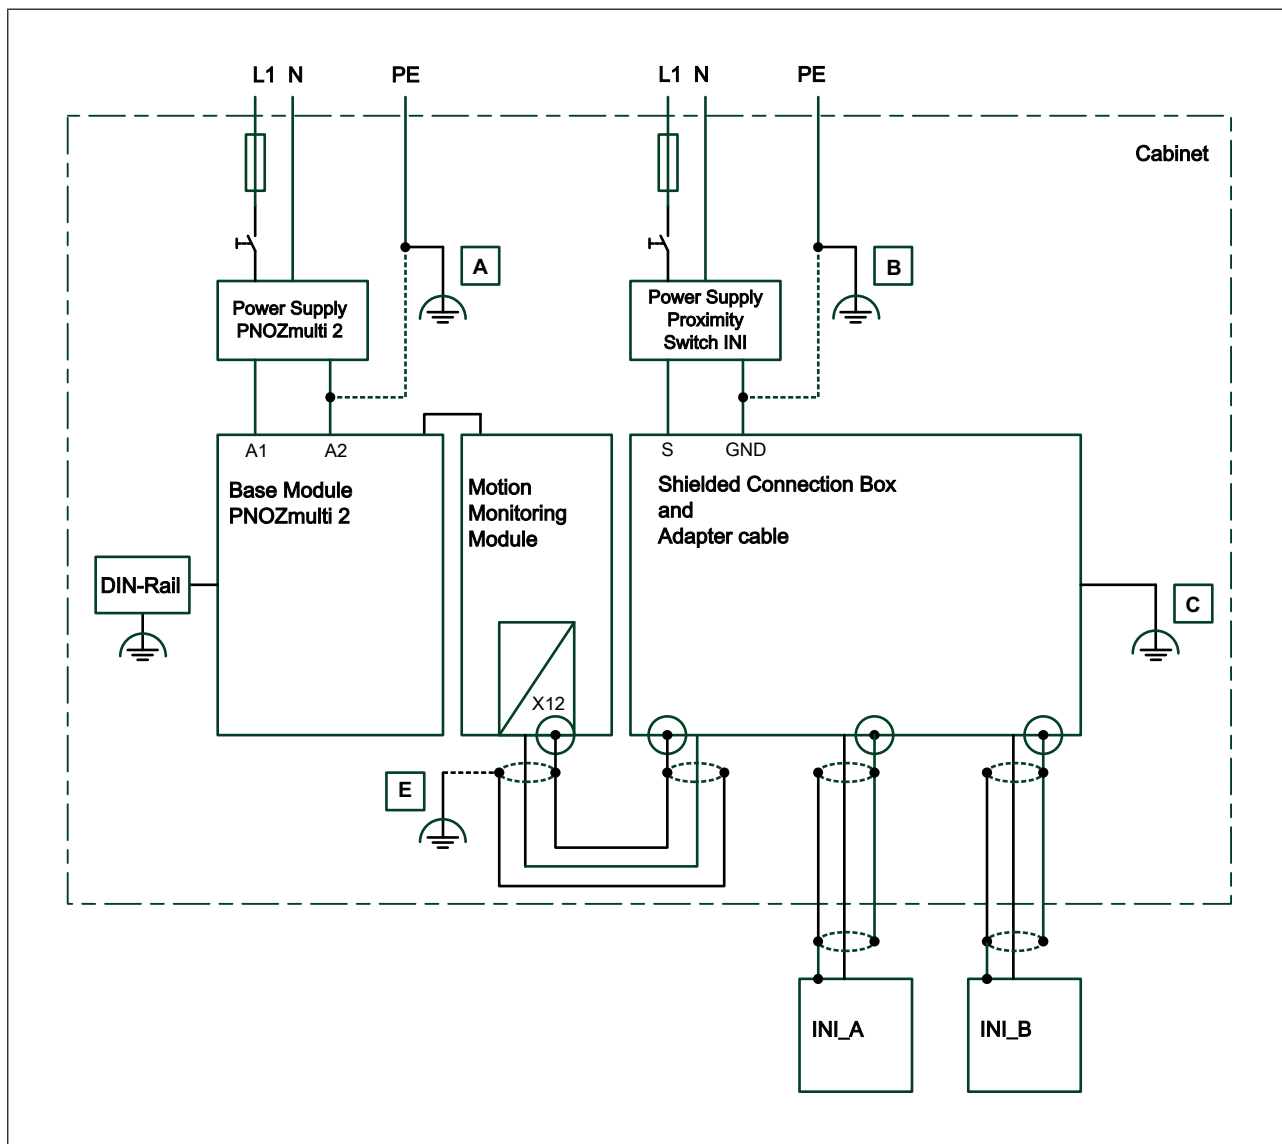 L1 N PE L1 N PE
Cabinet
A
B
Power Supply
PNOZmulti 2
Power Supply
Proximity
Switch INI
A1 A2
S GND
Base Module
PNOZmulti 2
Motion
Monitoring
Module
Shielded Connection Box
and
Adapter cable
DIN-Rail
C
X12
E
INI_A
INI_B